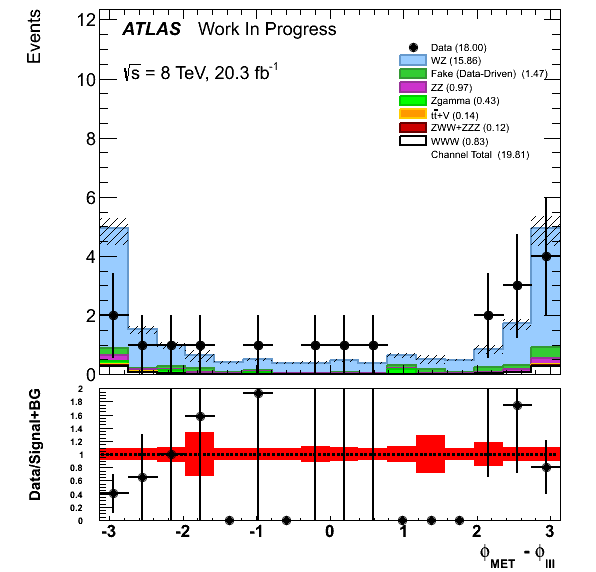 Events
ATLAS Work In Progress
√s = 8 TeV, 20.3 fb⁻¹
Data (18.00)
WZ (15.86)
Fake (Data-Driven) (1.47)
ZZ (0.97)
Zgamma (0.43)
tt̄+V (0.14)
ZWW+ZZZ (0.12)
WWW (0.83)
Channel Total (19.81)
12
10
8
6
4
2
0
Data/Signal+BG
2
1.8
1.6
1.4
1.2
1
0.8
0.6
0.4
0.2
0
-3 -2 -1 0 1 2 3
ϕMET - ϕlll